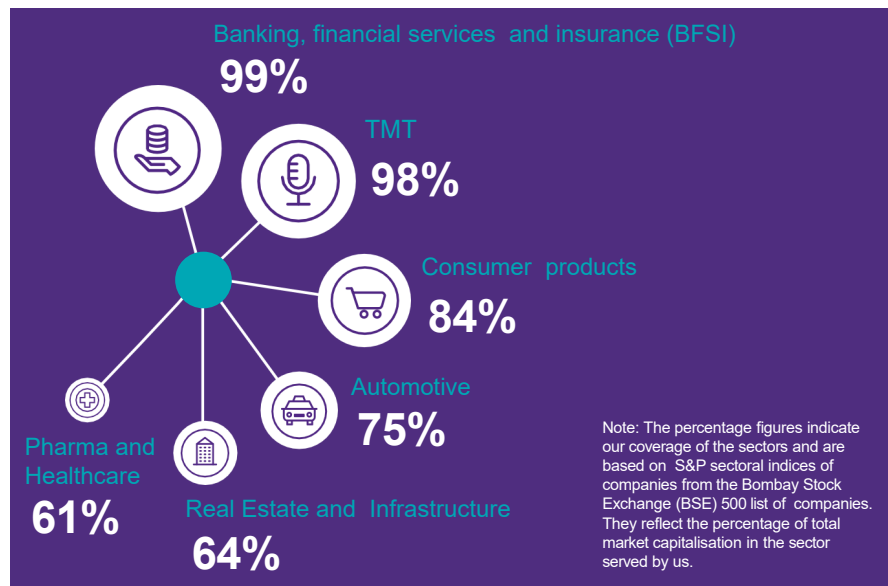 Banking, financial services and insurance (BFSI)
99%
TMT
98%
Consumer products
84%
Automotive
75%
Pharma and
Healthcare
61%
Real Estate and Infrastructure
64%
Note: The percentage figures indicate
our coverage of the sectors and are
based on S&P sectoral indices of
companies from the Bombay Stock
Exchange (BSE) 500 list of companies.
They reflect the percentage of total
market capitalisation in the sector
served by us.